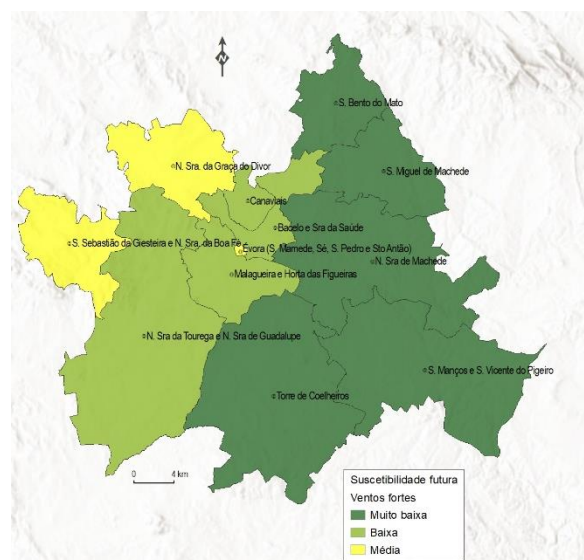 N
S. Bento do Mato
N. Sra. da Graça do Divor
S. Miguel de Machede
Canaviais
Bacelo e Sra da Saúde
S. Sebastião da Giesteira e N. Sra. da Boa Fé
Évora (S. Mamede, Sé, S. Pedro e Sto Antão)
N. Sra de Machede
Malagueira e Horta das Figueiras
N. Sra da Tourega e N. Sra de Guadalupe
S. Manços e S. Vicente do Pigeiro
Torre de Coelheiros
0 4 km
Suscetibilidade futura
Ventos fortes
Muito baixa
Baixa
Média